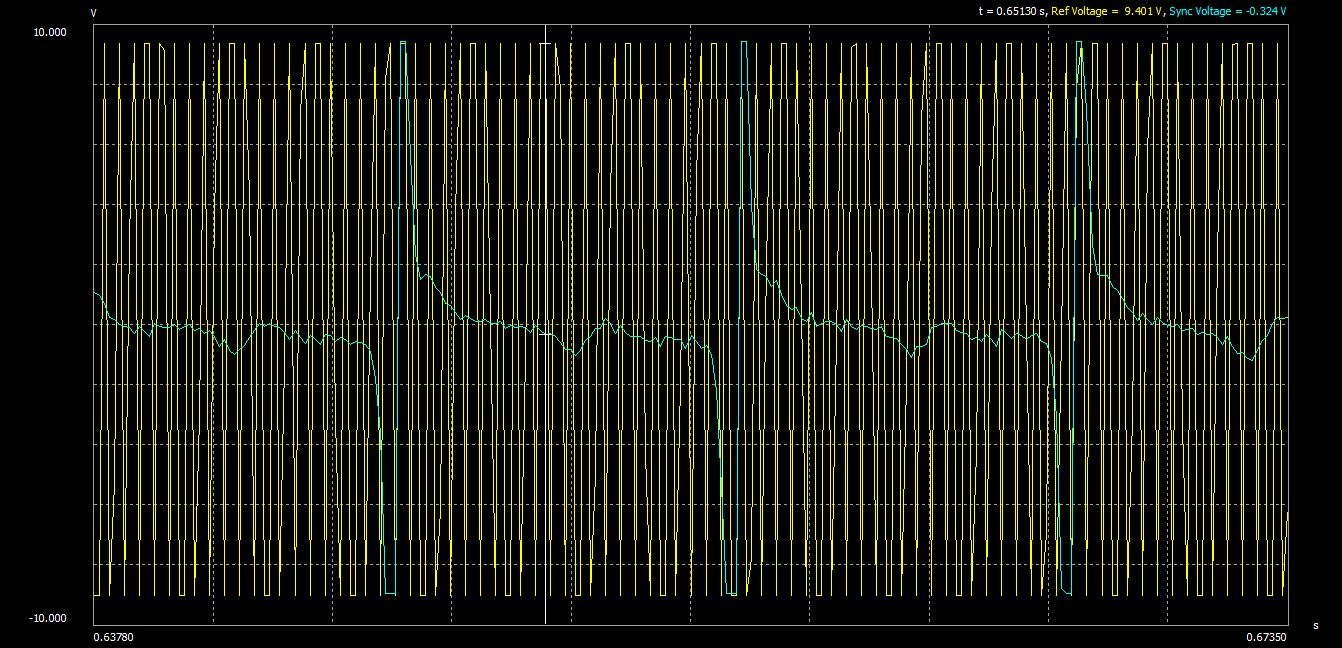 V
t = 0.65130 s, Ref Voltage = 9.401 V, Sync Voltage = -0.324 V
10.000
-10.000
0.63780
0.67350
s